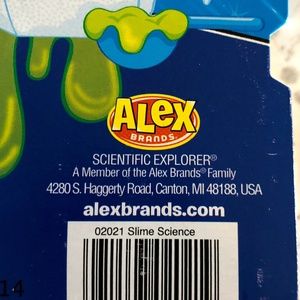 ALEX
BRANDS
SCIENTIFIC EXPLORER®
A Member of the Alex Brands® Family
4280 S. Haggerty Road, Canton, MI 48188, USA
alexbrands.com
02021 Slime Science
14